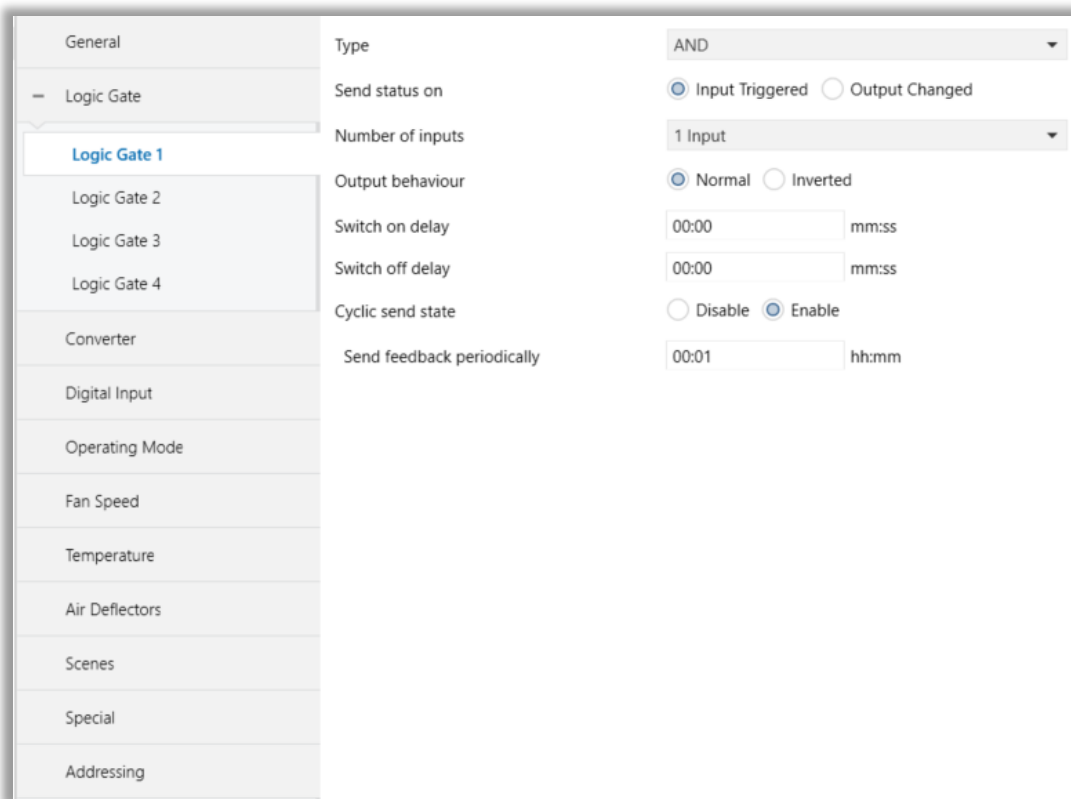 General
Logic Gate
Logic Gate 1
Logic Gate 2
Logic Gate 3
Logic Gate 4
Converter
Digital Input
Operating Mode
Fan Speed
Temperature
Air Deflectors
Scenes
Special
Addressing
Type AND
Send status on Input Triggered Output Changed
Number of inputs 1 Input
Output behaviour Normal Inverted
Switch on delay 00:00 mm:ss
Switch off delay 00:00 mm:ss
Cyclic send state Disable Enable
Send feedback periodically 00:01 hh:mm